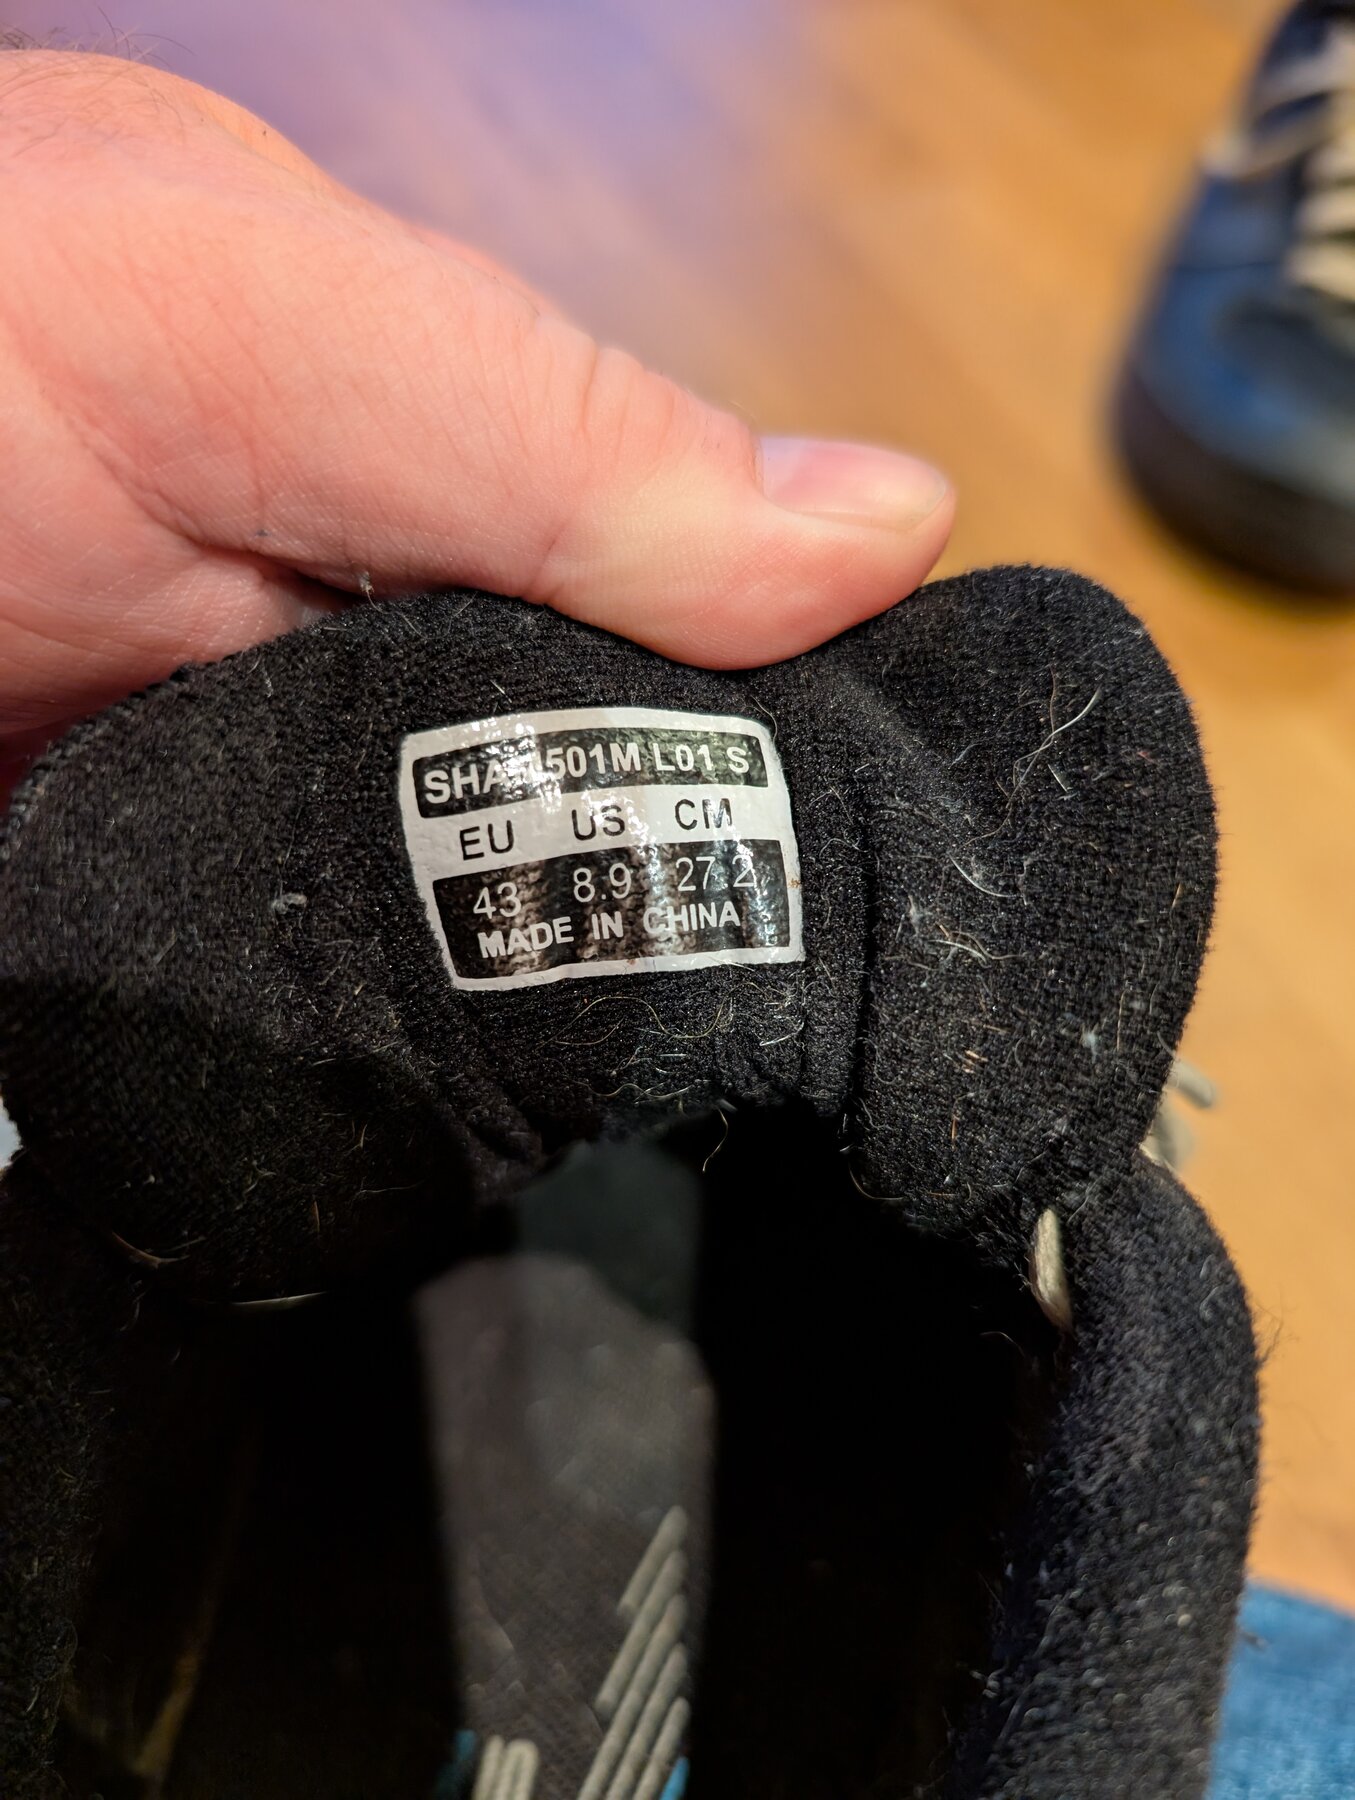 L01 S
EU US CM
43 8.9 27.2
MADE IN CHINA